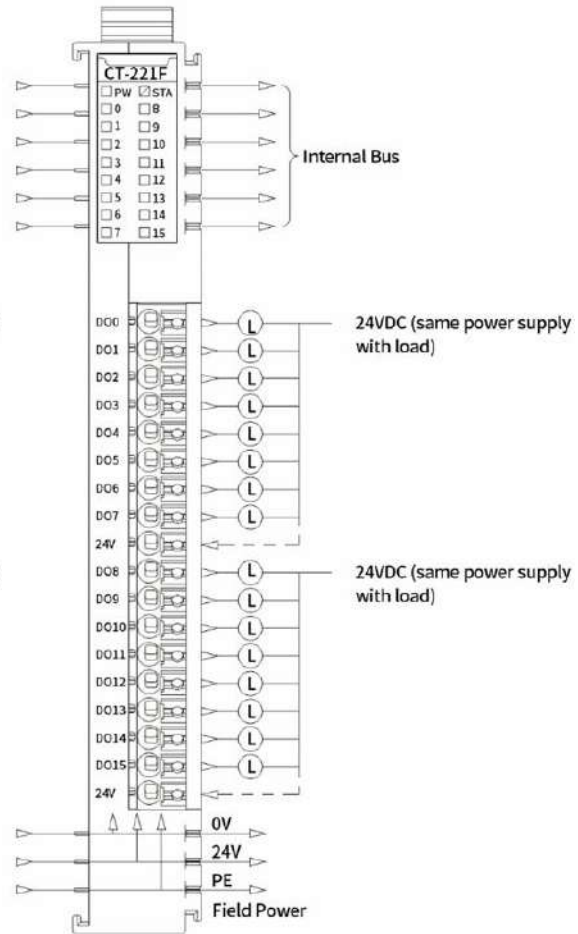 CT-221F
PW STA
0 8
1 9
2 10
3 11
4 12
5 13
6 14
7 15
Internal Bus
DO0 L 24VDC (same power supply
with load)
DO1 L
DO2 L
DO3 L
DO4 L
DO5 L
DO6 L
DO7 L
24V
DO8 L 24VDC (same power supply
with load)
DO9 L
DO10 L
DO11 L
DO12 L
DO13 L
DO14 L
DO15 L
24V
0V
24V
PE
Field Power